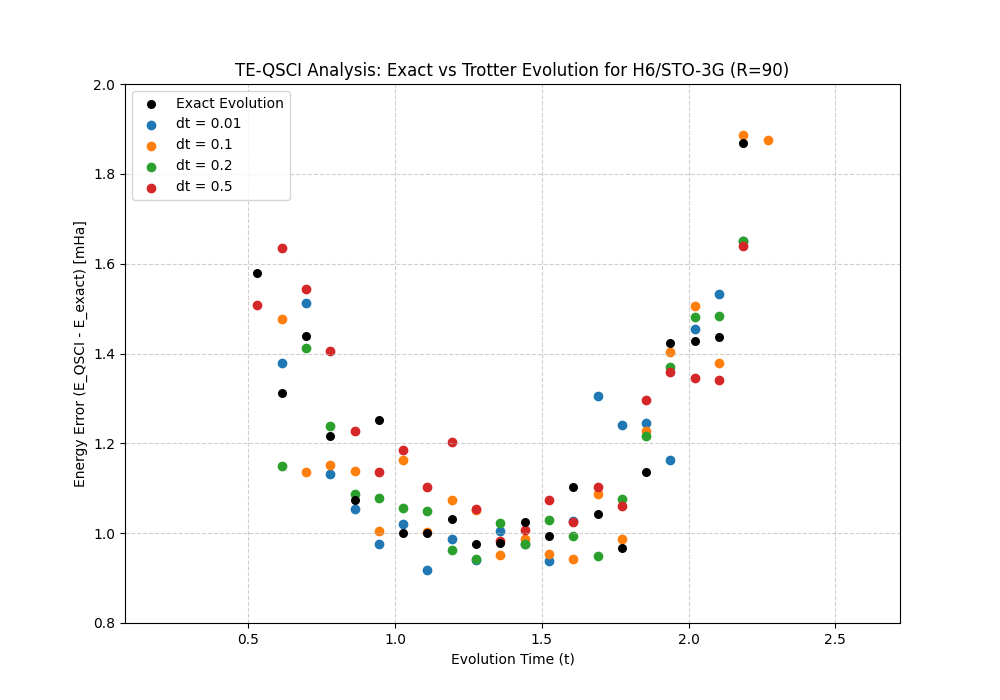 TE-QSCI Analysis: Exact vs Trotter Evolution for H6/STO-3G (R=90)
Exact Evolution
dt = 0.01
dt = 0.1
dt = 0.2
dt = 0.5
Energy Error (E_QSCI - E_exact) [mHa]
2.0
1.8
1.6
1.4
1.2
1.0
0.8
0.5
1.0
1.5
2.0
2.5
Evolution Time (t)